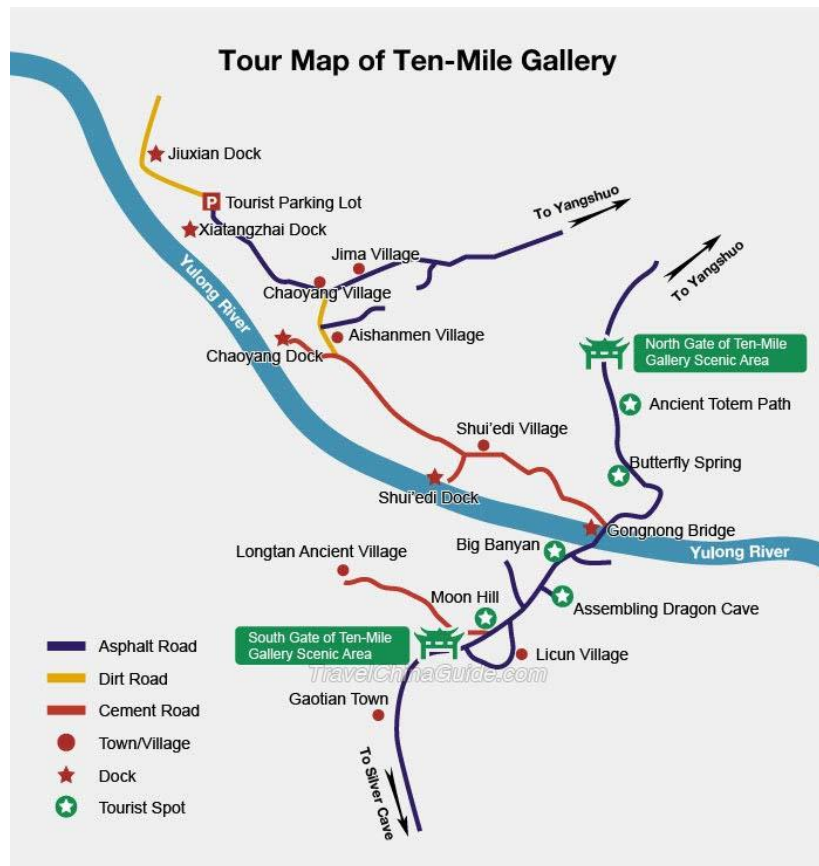 Tour Map of Ten-Mile Gallery
Jiuxian Dock
P
Tourist Parking Lot
Xiatangzhai Dock
To Yangshuo
Jima Village
To Yangshuo
Chaoyang Village
Yulong River
Aishanmen Village
Chaoyang Dock
North Gate of Ten-Mile
Gallery Scenic Area
Ancient Totem Path
Shui'edi Village
Butterfly Spring
Shui'edi Dock
Gongnong Bridge
Big Banyan
Yulong River
Longtan Ancient Village
Moon Hill
Assembling Dragon Cave
South Gate of Ten-Mile
Gallery Scenic Area
Licun Village
TravelChinaGuide.com
Gaotian Town
To Silver Cave
Asphalt Road
Dirt Road
Cement Road
Town/Village
Dock
Tourist Spot